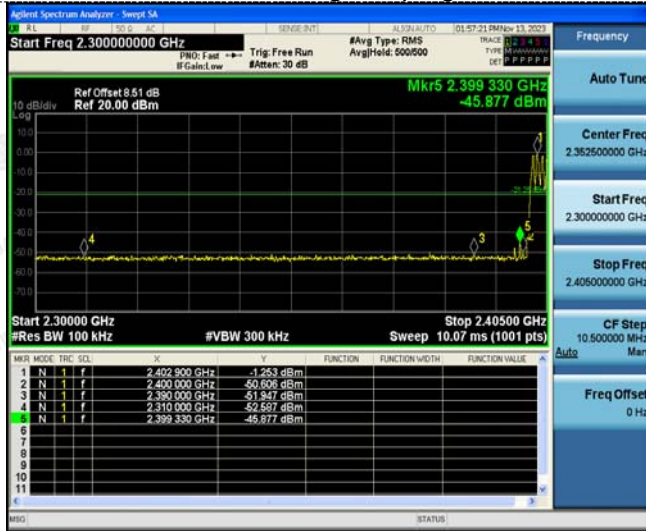 Agilent Spectrum Analyzer - Swept SA
RL RF 50 Ω AC SENSE:INT ALIGN AUTO 01:57:21 PM Nov 13, 2023
Start Freq 2.300000000 GHz
PNO: Fast Trig: Free Run
IFGain:Low #Atten: 30 dB
#Avg Type: RMS
Avg|Hold: 500/500
TRACE 1 2 3 4 5 6
TYPE
DET P P P P P P
Mkr5 2.399 330 GHz
-45.877 dBm
Ref Offset 8.51 dB
10 dB/div Ref 20.00 dBm
Log
10.0
0.00
-10.0
-20.0
-30.0
-40.0
-50.0
-60.0
-70.0
1
4
3
5
Start 2.30000 GHz Stop 2.40500 GHz
#Res BW 100 kHz #VBW 300 kHz Sweep 10.07 ms (1001 pts)
MKR MODE TRC SCL X Y FUNCTION FUNCTION WIDTH FUNCTION VALUE
1 N 1 f 2.402 900 GHz -1.253 dBm
2 N 1 f 2.400 000 GHz -50.606 dBm
3 N 1 f 2.390 000 GHz -51.947 dBm
4 N 1 f 2.310 000 GHz -52.587 dBm
5 N 1 f 2.399 330 GHz -45.877 dBm
6
7
8
9
10
11
MSG STATUS
Frequency
Auto Tune
Center Freq
2.352500000 GHz
Start Freq
2.300000000 GHz
Stop Freq
2.405000000 GHz
CF Step
10.500000 MHz
Auto Man
Freq Offset
0 Hz